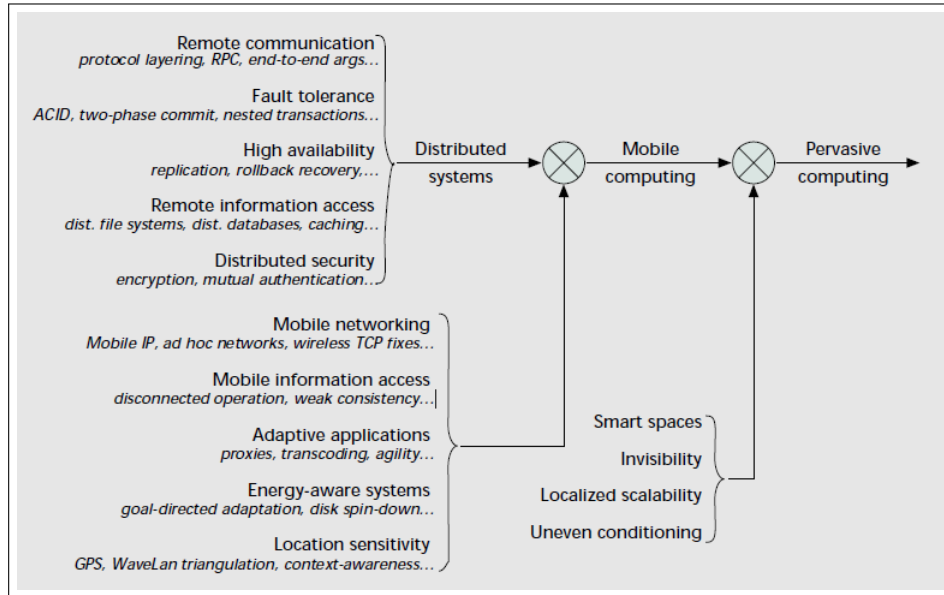 Remote communication
protocol layering, RPC, end-to-end args...
Fault tolerance
ACID, two-phase commit, nested transactions...
High availability
replication, rollback recovery,...
Remote information access
dist. file systems, dist. databases, caching...
Distributed security
encryption, mutual authentication...
Distributed
systems
Mobile
computing
Pervasive
computing
Mobile networking
Mobile IP, ad hoc networks, wireless TCP fixes...
Mobile information access
disconnected operation, weak consistency...
Adaptive applications
proxies, transcoding, agility...
Energy-aware systems
goal-directed adaptation, disk spin-down...
Location sensitivity
GPS, WaveLan triangulation, context-awareness...
Smart spaces
Invisibility
Localized scalability
Uneven conditioning